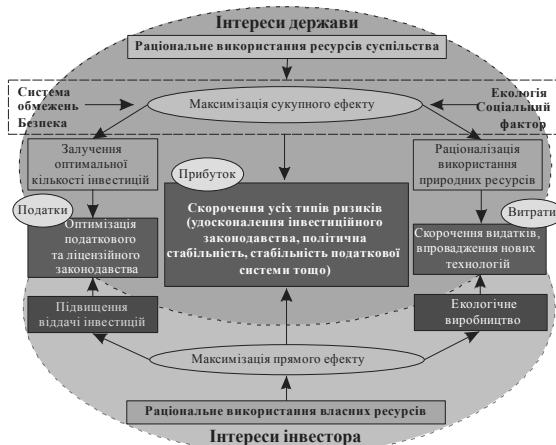 Інтереси держави
Раціональне використання ресурсів суспільства
Система
обмежень
Безпека
Максимізація сукупного ефекту
Екологія
Соціальний
фактор
Залучення
оптимальної
кількості інвестицій
Прибуток
Раціоналізація
використання
природних ресурсів
Податки
Оптимізація
податкового
та ліцензійного
законодавства
Скорочення усіх типів ризиків
(удосконалення інвестиційного
законодавства, політична
стабільність, стабільність податкової
системи тощо)
Витрати
Скорочення видатків,
впровадження нових
технологій
Підвищення
віддачі інвестицій
Екологічне
виробництво
Максимізація прямого ефекту
Раціональне використання власних ресурсів
Інтереси інвестора